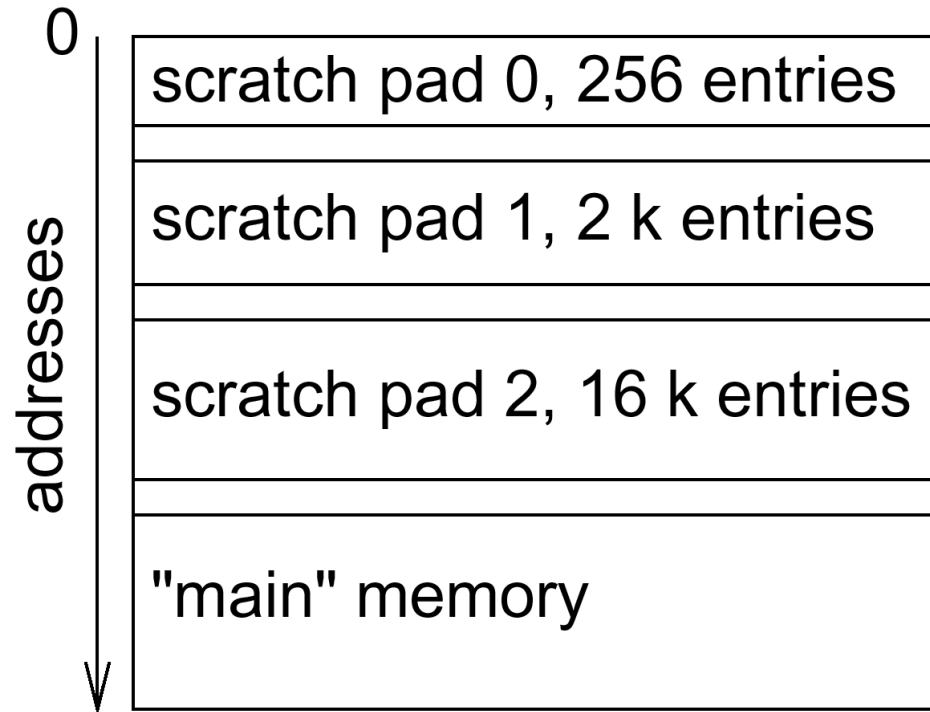 0
scratch pad 0, 256 entries
scratch pad 1, 2 k entries
addresses
scratch pad 2, 16 k entries
"main" memory